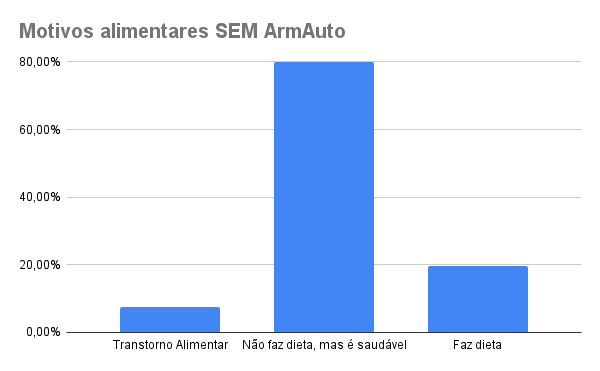 Motivos alimentares SEM ArmAuto
80,00%
60,00%
40,00%
20,00%
0,00%
Transtorno Alimentar
Não faz dieta, mas é saudável
Faz dieta